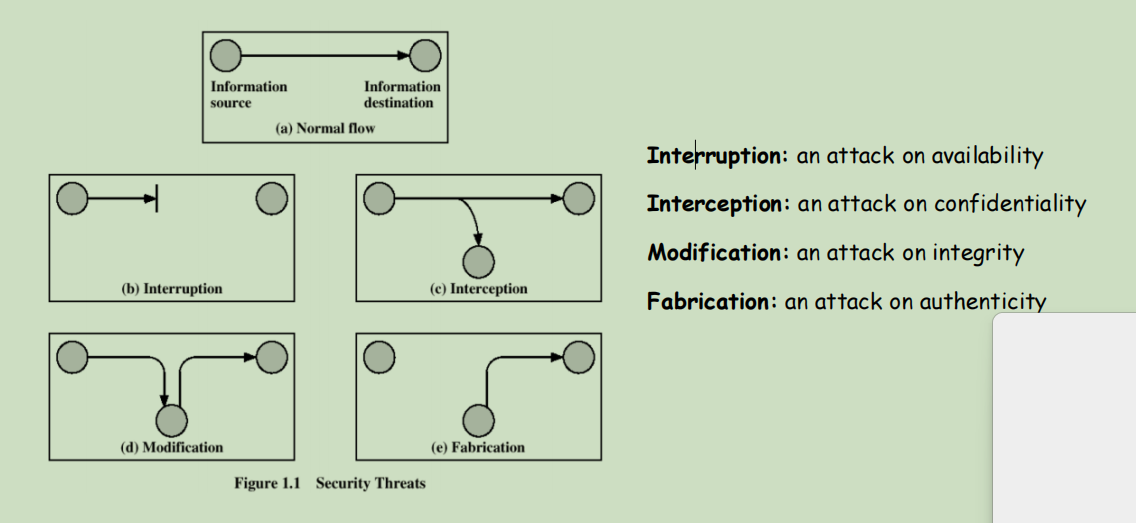 Information source
Information destination
(a) Normal flow
(b) Interruption
(c) Interception
(d) Modification
(e) Fabrication
Figure 1.1 Security Threats
Interruption: an attack on availability
Interception: an attack on confidentiality
Modification: an attack on integrity
Fabrication: an attack on authenticity